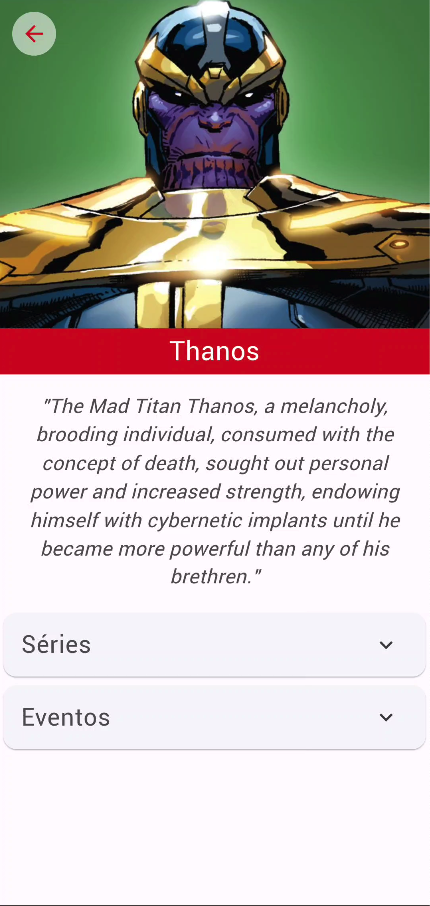 Thanos
"The Mad Titan Thanos, a melancholy,
brooding individual, consumed with the
concept of death, sought out personal
power and increased strength, endowing
himself with cybernetic implants until he
became more powerful than any of his
brethren."
Séries
Eventos